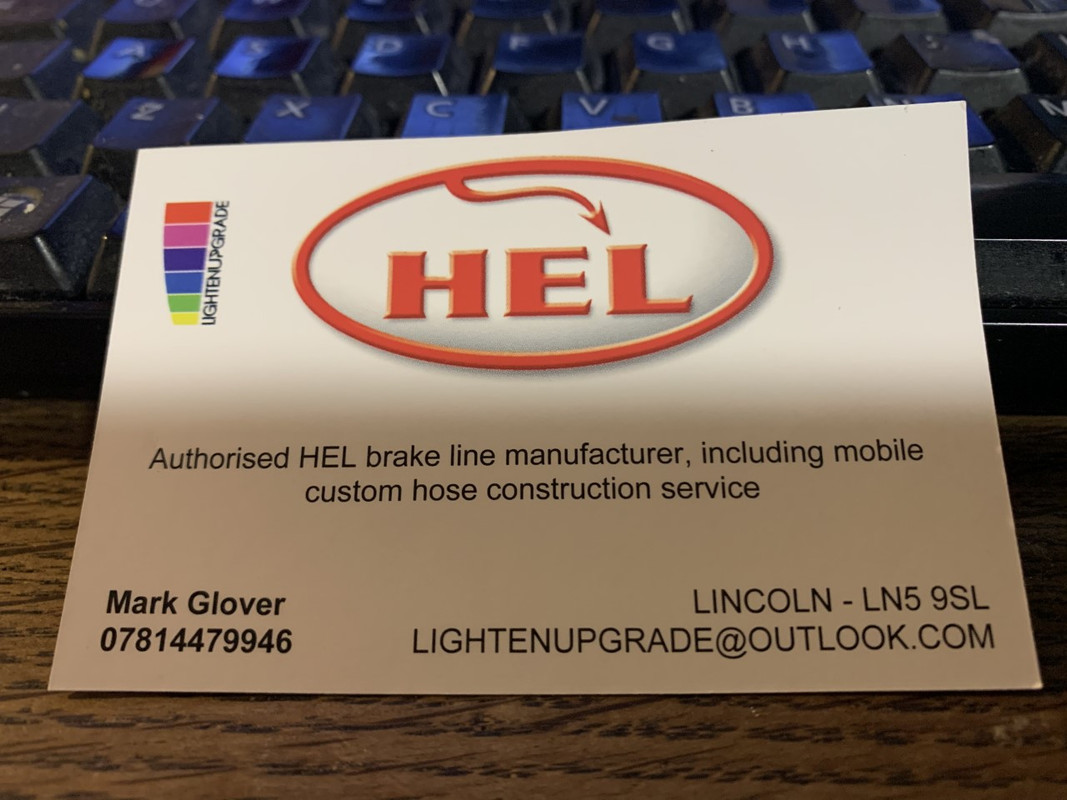 A S D F G H J
Z X C V B N M
LIGHTENUPGRADE
HEL
Authorised HEL brake line manufacturer, including mobile
custom hose construction service
Mark Glover
07814479946
LINCOLN - LN5 9SL
LIGHTENUPGRADE@OUTLOOK.COM